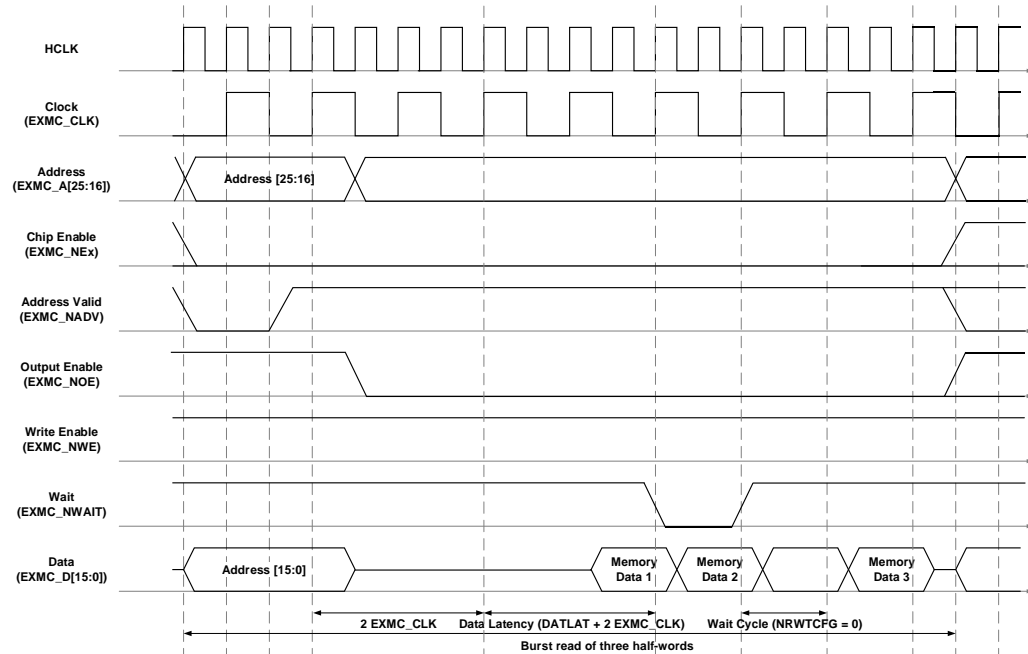 HCLK
Clock
(EXMC_CLK)
Address
(EXMC_A[25:16])
Address [25:16]
Chip Enable
(EXMC_NEx)
Address Valid
(EXMC_NADV)
Output Enable
(EXMC_NOE)
Write Enable
(EXMC_NWE)
Wait
(EXMC_NWAIT)
Data
(EXMC_D[15:0])
Address [15:0]
Memory
Data 1
Memory
Data 2
Memory
Data 3
2 EXMC_CLK
Data Latency (DATLAT + 2 EXMC_CLK)
Wait Cycle (NRWTCFG = 0)
Burst read of three half-words